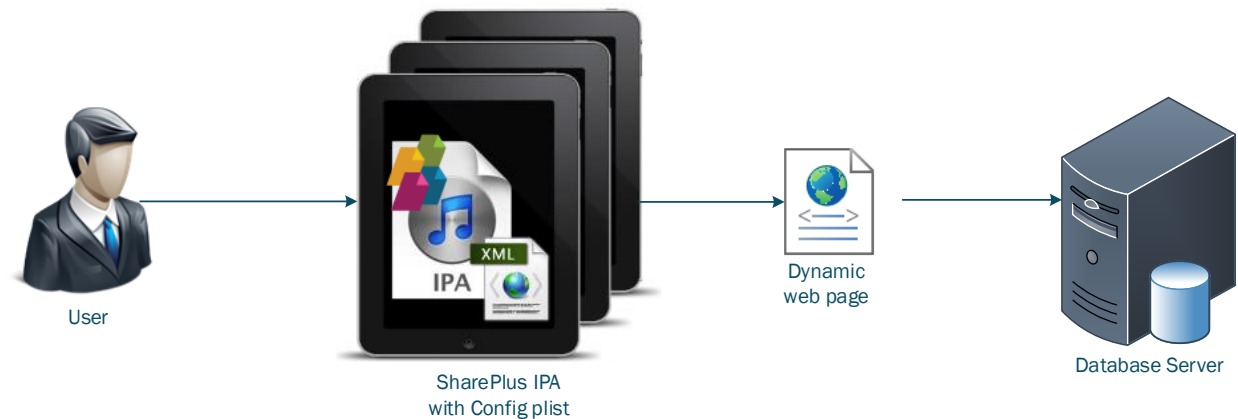 User
XML
IPA
SharePlus IPA
with Config plist
Dynamic
web page
Database Server